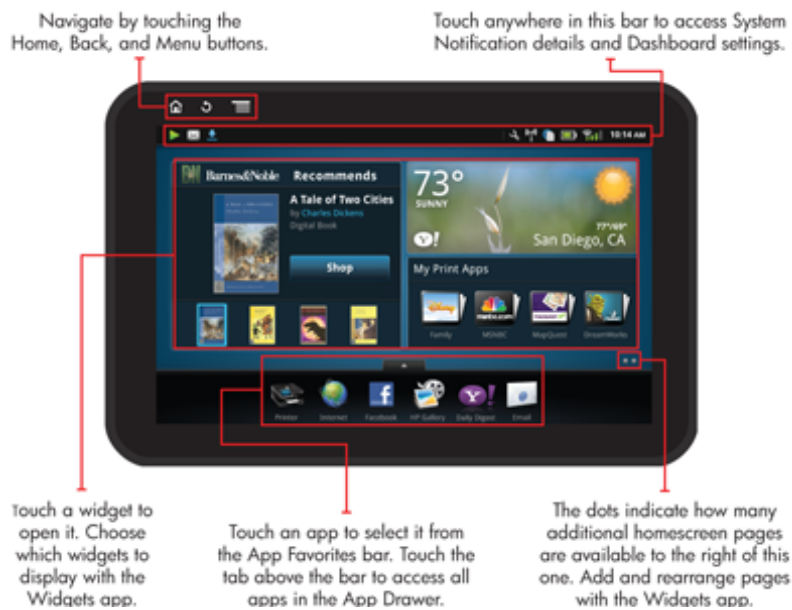 Navigate by touching the
Home, Back, and Menu buttons.
Touch anywhere in this bar to access System
Notification details and Dashboard settings.
10:14 AM
Barnes&Noble Recommends
A Tale of Two Cities
by Charles Dickens
Digital Book
Shop
73°
SUNNY
Y!
San Diego, CA
My Print Apps
Family
MSNBC
MapQuest
DreamWorks
Printer
Internet
Facebook
HP Gallery
Daily Digest
Email
Touch a widget to
open it. Choose
which widgets to
display with the
Widgets app.
Touch an app to select it from
the App Favorites bar. Touch the
tab above the bar to access all
apps in the App Drawer.
The dots indicate how many
additional homescreen pages
are available to the right of this
one. Add and rearrange pages
with the Widgets app.